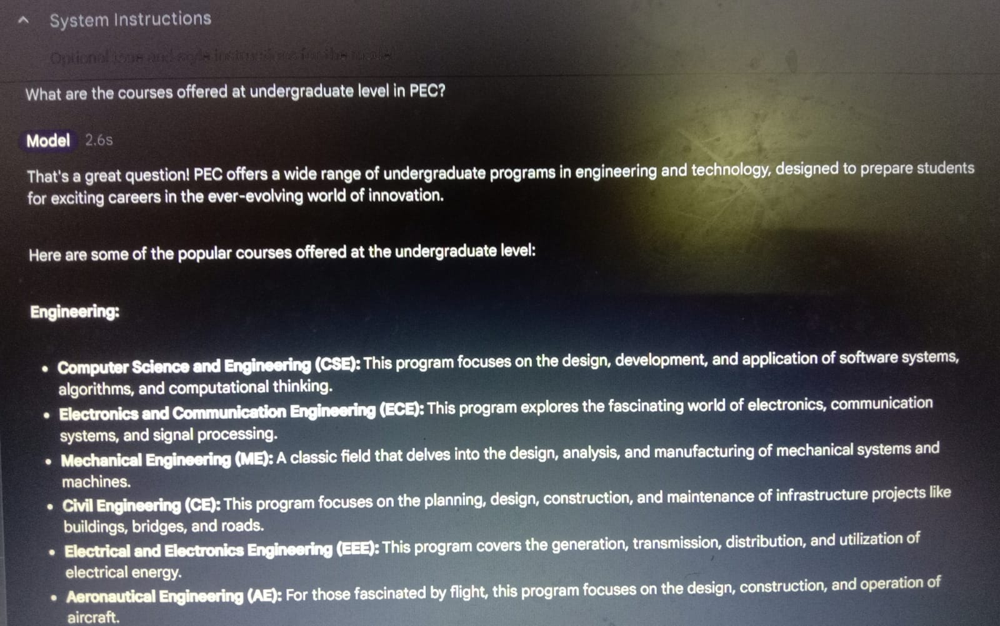 System Instructions
Optional tone and style instructions for the model
What are the courses offered at undergraduate level in PEC?
Model 2.6s
That's a great question! PEC offers a wide range of undergraduate programs in engineering and technology, designed to prepare students
for exciting careers in the ever-evolving world of innovation.
Here are some of the popular courses offered at the undergraduate level:
Engineering:
• Computer Science and Engineering (CSE): This program focuses on the design, development, and application of software systems,
algorithms, and computational thinking.
• Electronics and Communication Engineering (ECE): This program explores the fascinating world of electronics, communication
systems, and signal processing.
• Mechanical Engineering (ME): A classic field that delves into the design, analysis, and manufacturing of mechanical systems and
machines.
• Civil Engineering (CE): This program focuses on the planning, design, construction, and maintenance of infrastructure projects like
buildings, bridges, and roads.
• Electrical and Electronics Engineering (EEE): This program covers the generation, transmission, distribution, and utilization of
electrical energy.
• Aeronautical Engineering (AE): For those fascinated by flight, this program focuses on the design, construction, and operation of
aircraft.